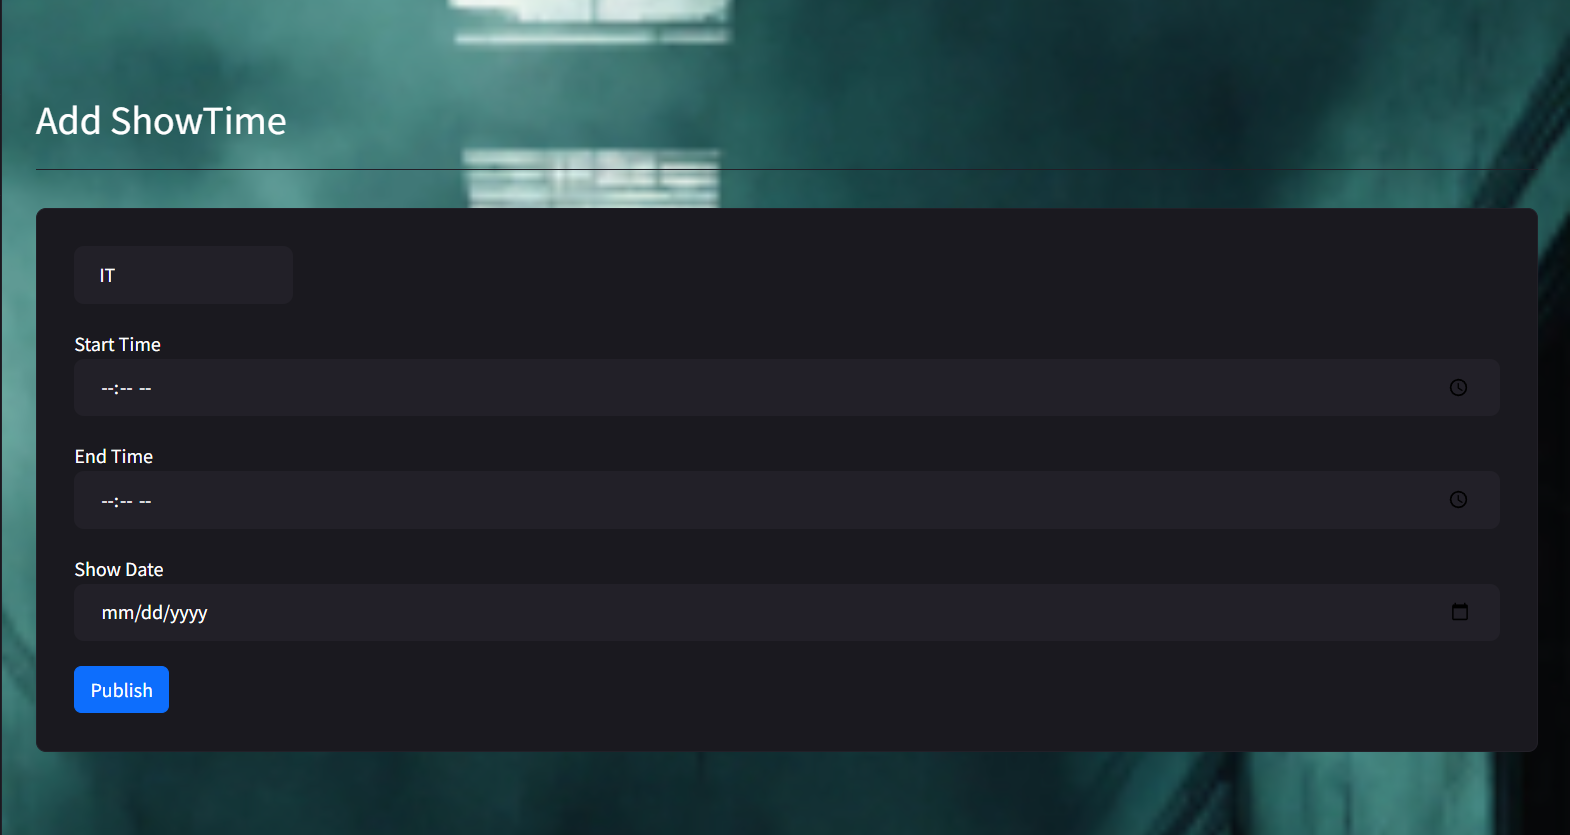 Add ShowTime
IT
Start Time
--:-- --
End Time
--:-- --
Show Date
mm/dd/yyyy
Publish